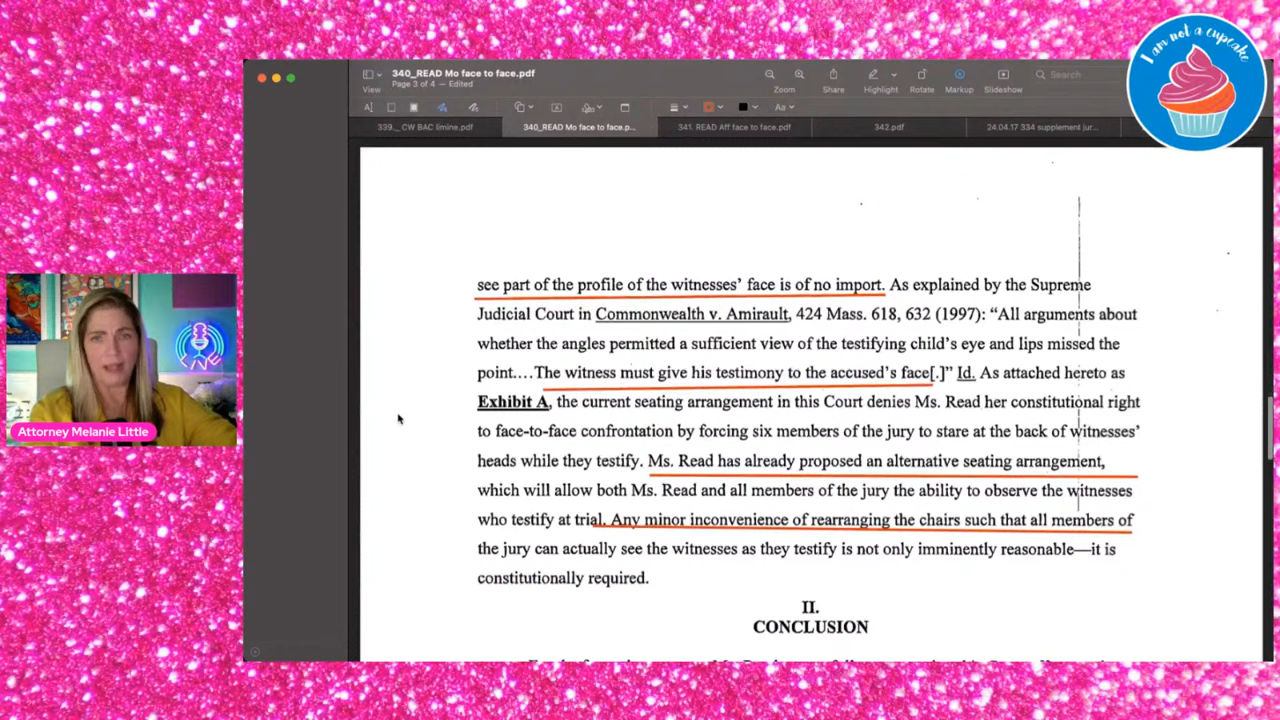 I am not a cupcake
340_READ Mo face to face.pdf
Page 3 of 4 — Edited
View
Zoom
Share
Highlight
Rotate
Markup
Slideshow
Search
339._ CW BAC limine.pdf
340_READ Mo face to face.p...
341. READ Aff face to face.pdf
342.pdf
24.04.17 334 supplement jur...
see part of the profile of the witnesses’ face is of no import. As explained by the Supreme
Judicial Court in Commonwealth v. Amirault, 424 Mass. 618, 632 (1997): “All arguments about
whether the angles permitted a sufficient view of the testifying child’s eye and lips missed the
point.…The witness must give his testimony to the accused’s face[.]” Id. As attached hereto as
Exhibit A, the current seating arrangement in this Court denies Ms. Read her constitutional right
to face-to-face confrontation by forcing six members of the jury to stare at the back of witnesses’
heads while they testify. Ms. Read has already proposed an alternative seating arrangement,
which will allow both Ms. Read and all members of the jury the ability to observe the witnesses
who testify at trial. Any minor inconvenience of rearranging the chairs such that all members of
the jury can actually see the witnesses as they testify is not only imminently reasonable—it is
constitutionally required.
II.
CONCLUSION
LIVE
Attorney Melanie Little